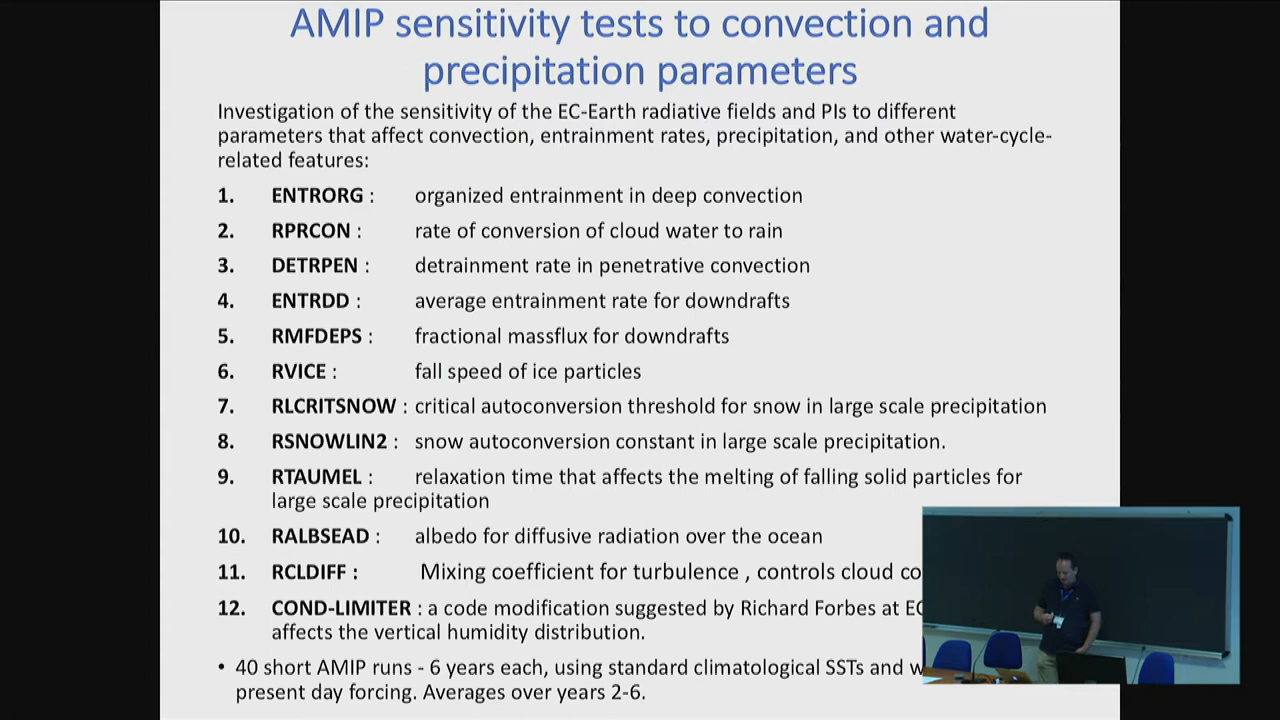 AMIP sensitivity tests to convection and
precipitation parameters
Investigation of the sensitivity of the EC-Earth radiative fields and PIs to different
parameters that affect convection, entrainment rates, precipitation, and other water-cycle-
related features:
1. ENTRORG : organized entrainment in deep convection
2. RPRCON : rate of conversion of cloud water to rain
3. DETRPEN : detrainment rate in penetrative convection
4. ENTRDD : average entrainment rate for downdrafts
5. RMFDEPS : fractional massflux for downdrafts
6. RVICE : fall speed of ice particles
7. RLCRITSNOW : critical autoconversion threshold for snow in large scale precipitation
8. RSNOWLIN2 : snow autoconversion constant in large scale precipitation.
9. RTAUMEL : relaxation time that affects the melting of falling solid particles for
large scale precipitation
10. RALBSEAD : albedo for diffusive radiation over the ocean
11. RCLDIFF : Mixing coefficient for turbulence , controls cloud
12. COND-LIMITER : a code modification suggested by Richard Forbes at
affects the vertical humidity distribution.
• 40 short AMIP runs - 6 years each, using standard climatological SSTs and
present day forcing. Averages over years 2-6.